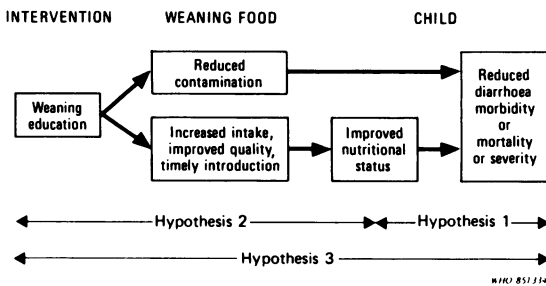 INTERVENTION
WEANING FOOD
CHILD
Weaning
education
Reduced
contamination
Increased intake,
improved quality,
timely introduction
Improved
nutritional
status
Reduced
diarrhoea
morbidity
or
mortality
or severity
Hypothesis 2
Hypothesis 1
Hypothesis 3
WHO 851334